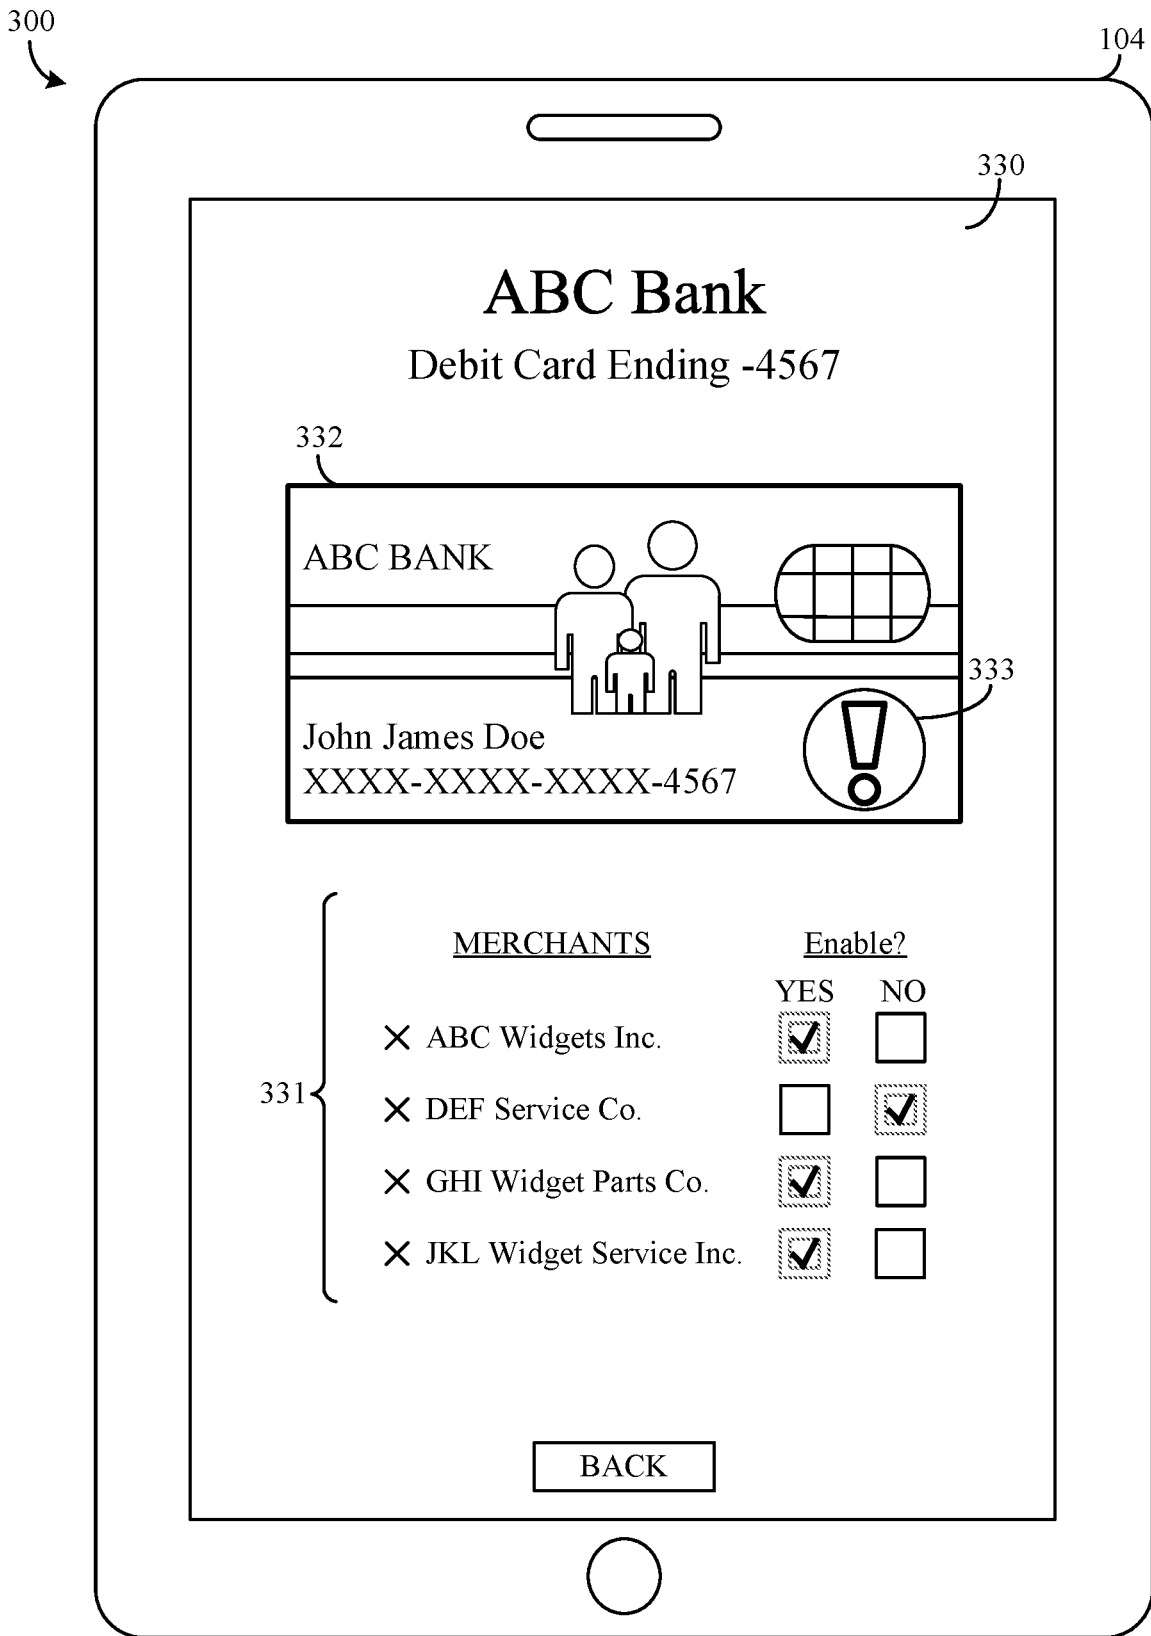 300
104
330
ABC Bank
Debit Card Ending -4567
332
ABC BANK
333
John James Doe
XXXX-XXXX-XXXX-4567
MERCHANTS Enable?
YES NO
ABC Widgets Inc.
331
DEF Service Co.
GHI Widget Parts Co.
JKL Widget Service Inc.
BACK